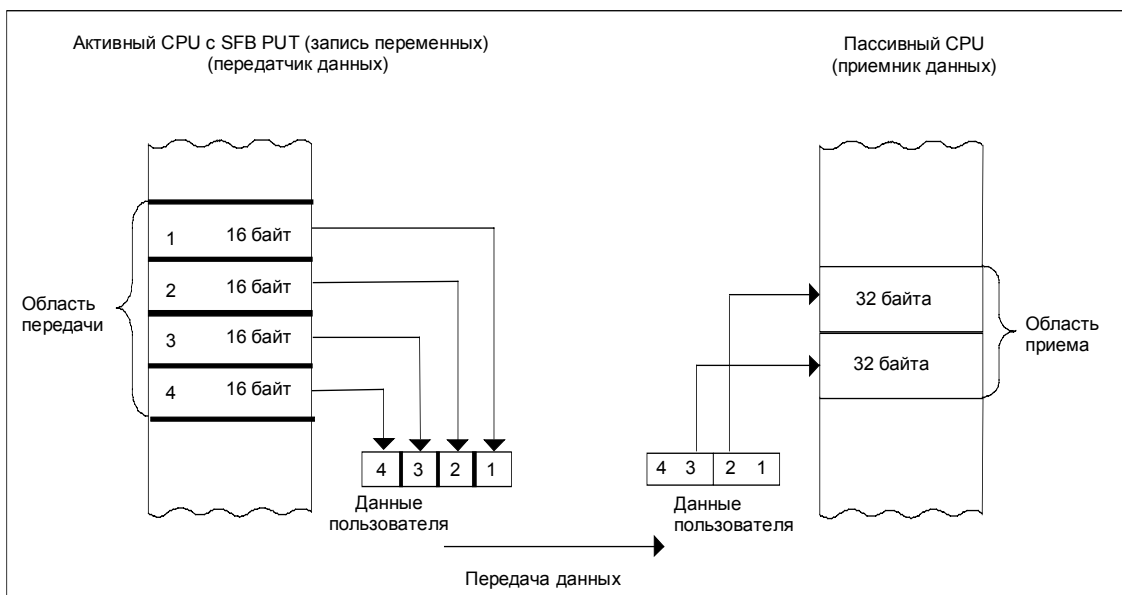 Активный CPU с SFB PUT (запись переменных)
(передатчик данных)
Пассивный CPU
(приемник данных)
Область
передачи
1 16 байт
2 16 байт
3 16 байт
4 16 байт
32 байта
32 байта
Область
приема
4 3 2 1
Данные
пользователя
4 3 2 1
Данные
пользователя
Передача данных